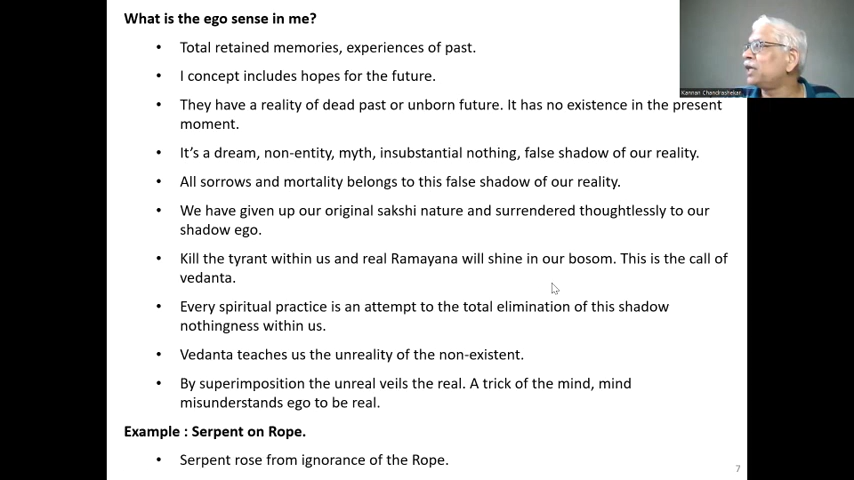 What is the ego sense in me?
• Total retained memories, experiences of past.
• I concept includes hopes for the future.
• They have a reality of dead past or unborn future. It has no existence in the present
moment.
• It's a dream, non-entity, myth, insubstantial nothing, false shadow of our reality.
• All sorrows and mortality belongs to this false shadow of our reality.
• We have given up our original sakshi nature and surrendered thoughtlessly to our
shadow ego.
• Kill the tyrant within us and real Ramayana will shine in our bosom. This is the call of
vedanta.
• Every spiritual practice is an attempt to the total elimination of this shadow
nothingness within us.
• Vedanta teaches us the unreality of the non-existent.
• By superimposition the unreal veils the real. A trick of the mind, mind
misunderstands ego to be real.
Example : Serpent on Rope.
• Serpent rose from ignorance of the Rope.
7
Kannan Chandrashekar